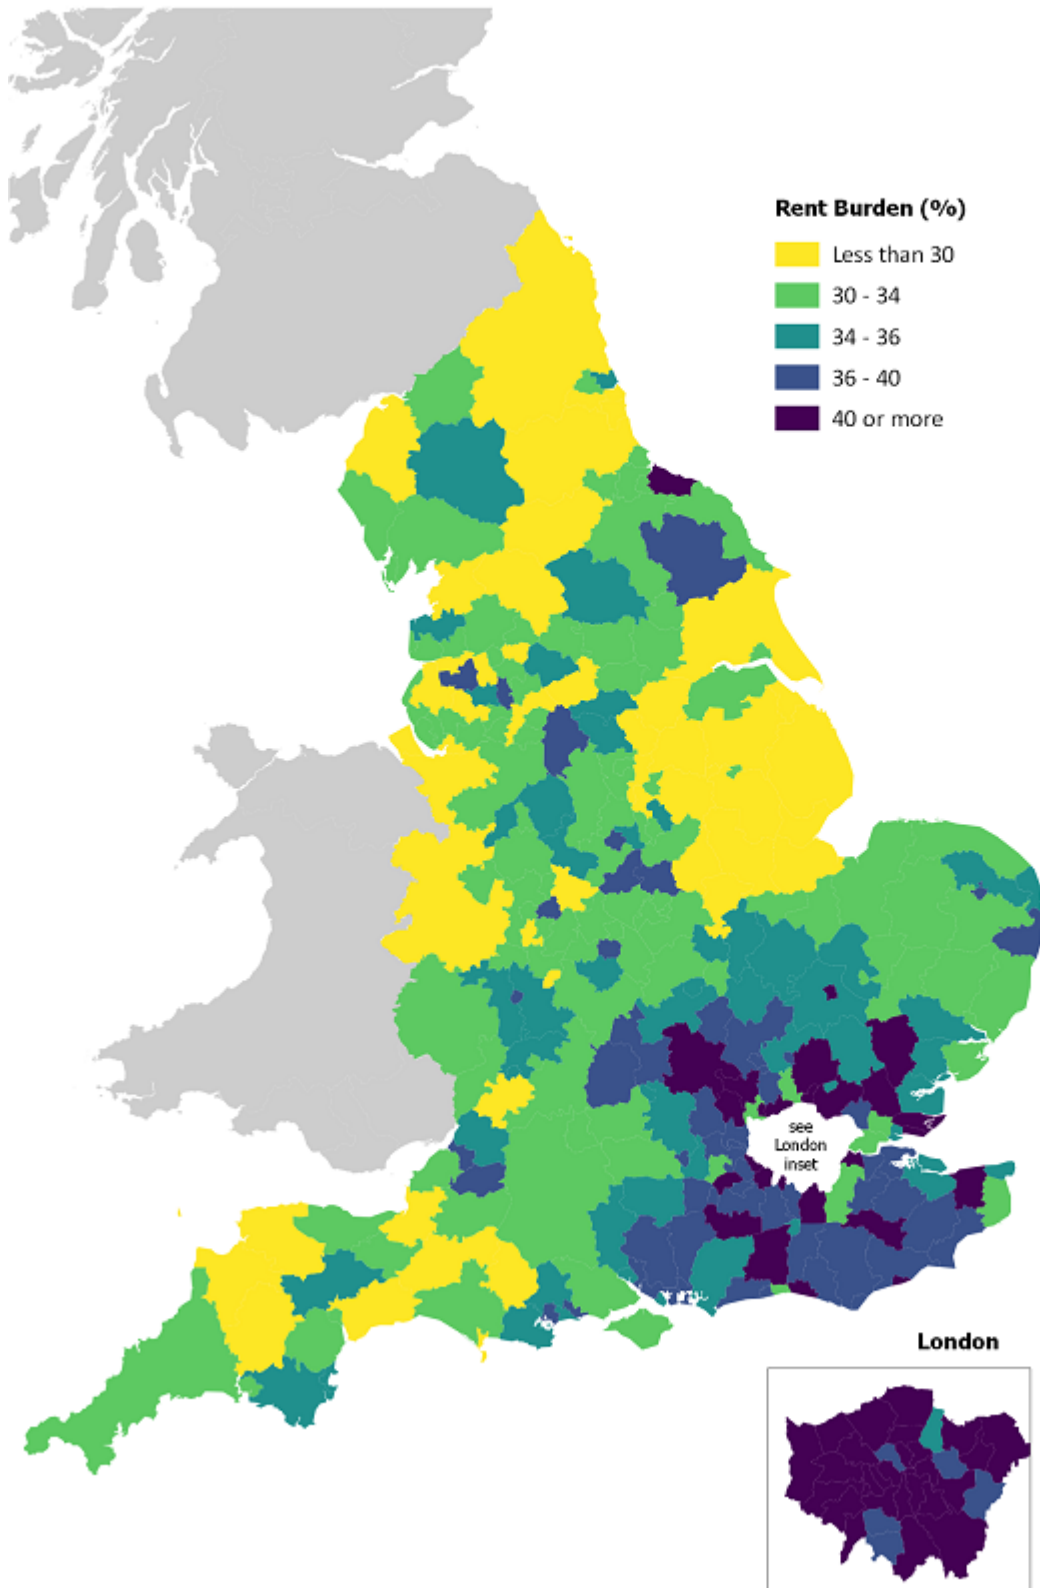 Rent Burden (%)
Less than 30
30 - 34
34 - 36
36 - 40
40 or more
see
London
inset
London